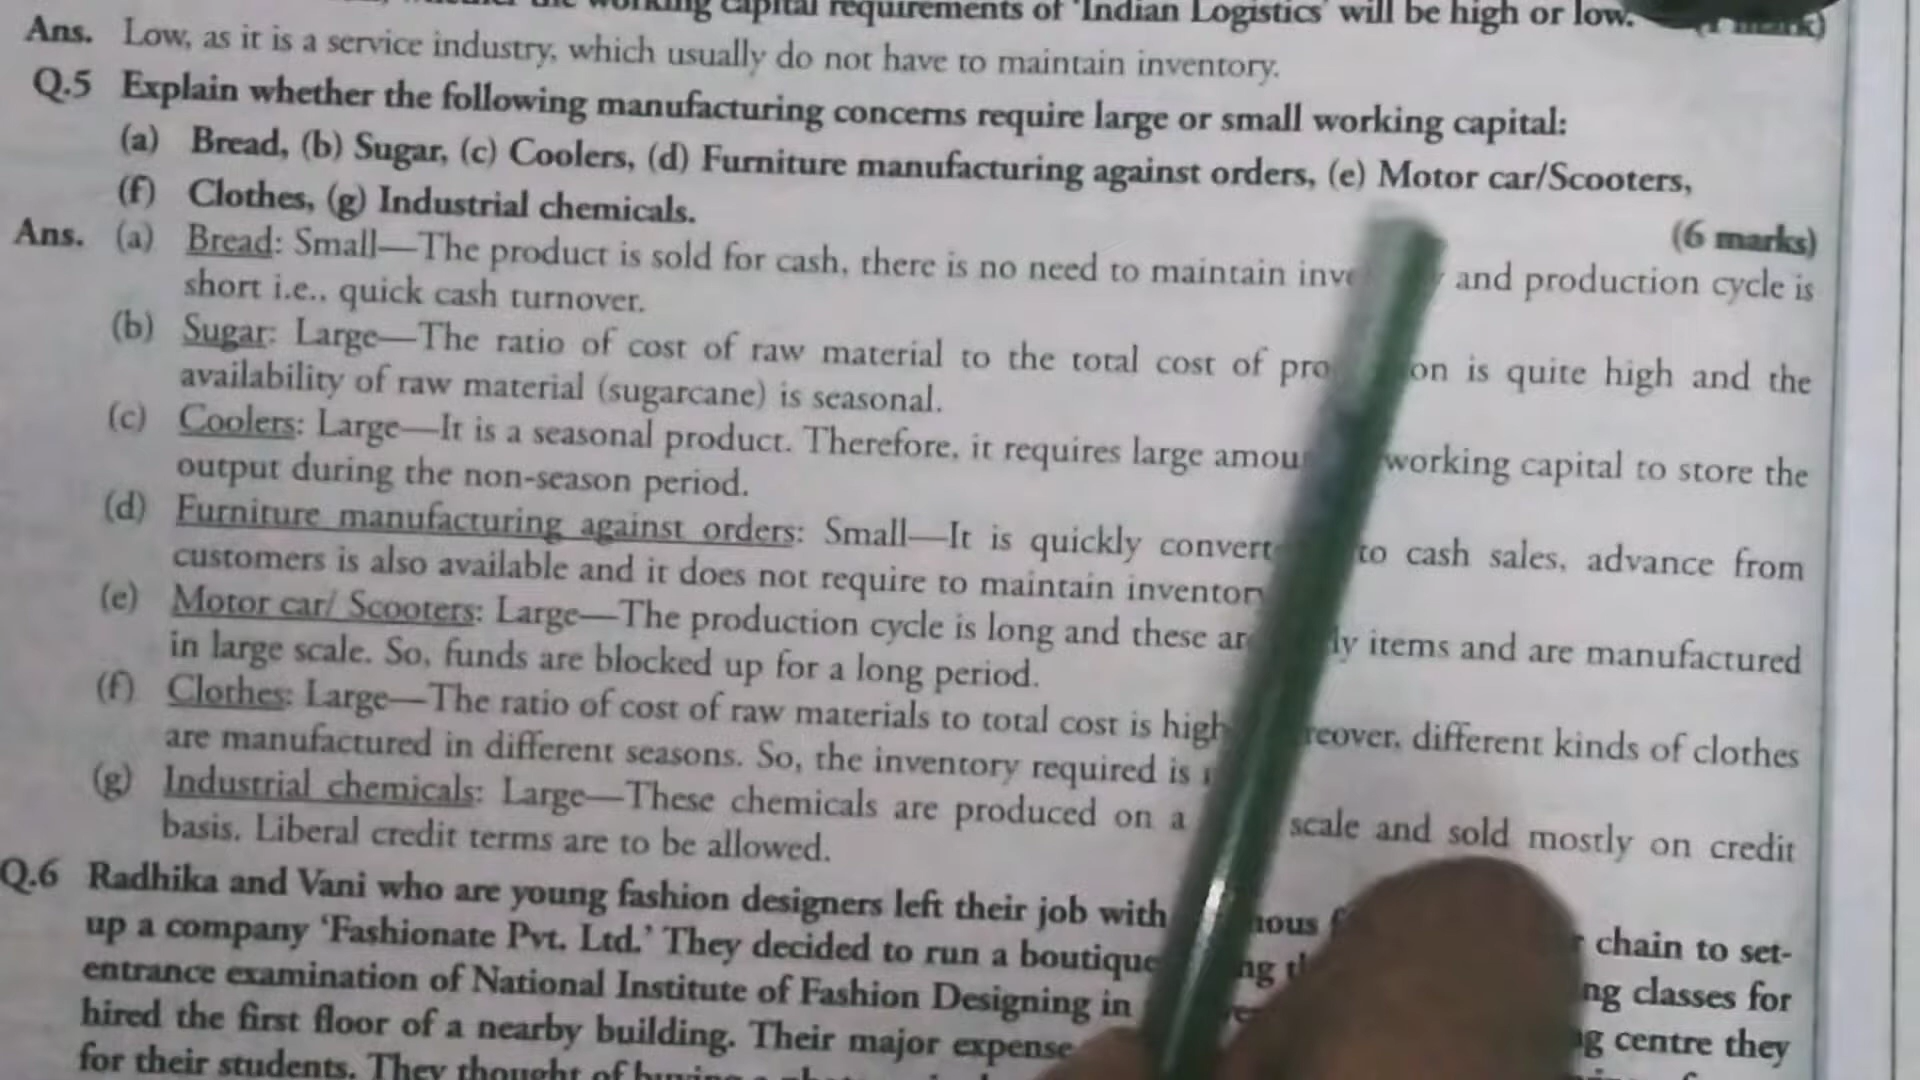 working capital requirements of 'Indian Logistics' will be high or low. (1 mark)
Ans. Low, as it is a service industry, which usually do not have to maintain inventory.
Q.5 Explain whether the following manufacturing concerns require large or small working capital:
(a) Bread, (b) Sugar, (c) Coolers, (d) Furniture manufacturing against orders, (e) Motor car/Scooters,
(f) Clothes, (g) Industrial chemicals.
(6 marks)
Ans. (a) Bread: Small—The product is sold for cash, there is no need to maintain and production cycle is
short i.e., quick cash turnover.
(b) Sugar: Large—The ratio of cost of raw material to the total cost of is quite high and the
availability of raw material (sugarcane) is seasonal.
(c) Coolers: Large—It is a seasonal product. Therefore, it requires large working capital to store the
output during the non-season period.
(d) Furniture manufacturing against orders: Small—It is quickly to cash sales, advance from
customers is also available and it does not require to maintain
(e) Motor car/ Scooters: Large—The production cycle is long and these items and are manufactured
in large scale. So, funds are blocked up for a long period.
(f) Clothes: Large—The ratio of cost of raw materials to total cost is high different kinds of clothes
are manufactured in different seasons. So, the inventory required is
(g) Industrial chemicals: Large—These chemicals are produced on a scale and sold mostly on credit
basis. Liberal credit terms are to be allowed.
Q.6 Radhika and Vani who are young fashion designers left their job with chain to set-
up a company 'Fashionate Pvt. Ltd.' They decided to run a boutique classes for
entrance examination of National Institute of Fashion Designing in centre they
hired the first floor of a nearby building. Their major expense
for their students. They thought of buying a